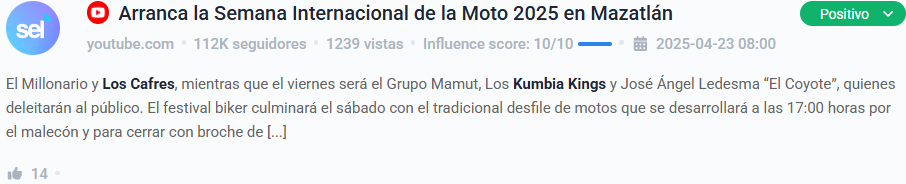 sel
Arranca la Semana Internacional de la Moto 2025 en Mazatlán
Positivo
youtube.com • 112K seguidores • 1239 vistas • Influence score: 10/10 • 2025-04-23 08:00
El Millonario y Los Cafres, mientras que el viernes será el Grupo Mamut, Los Kumbia Kings y José Ángel Ledesma “El Coyote”, quienes
deleitarán al público. El festival biker culminará el sábado con el tradicional desfile de motos que se desarrollará a las 17:00 horas por
el malecón y para cerrar con broche de [...]
14 •